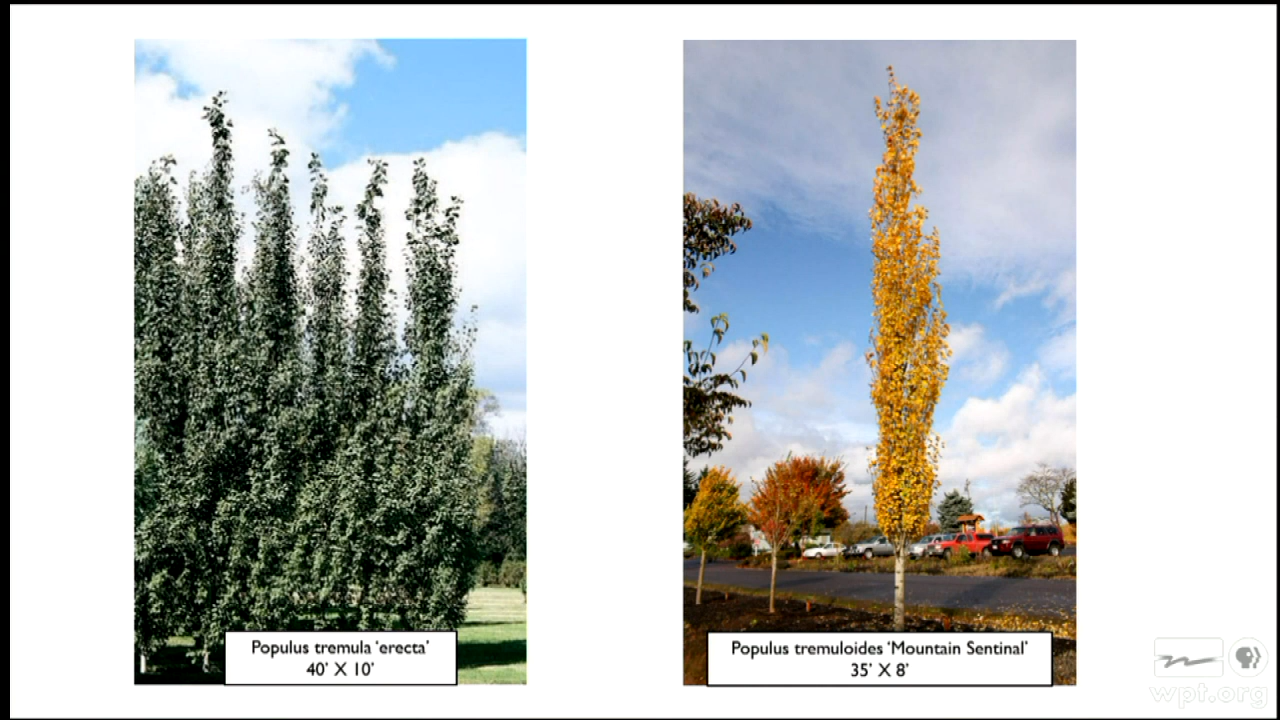 Populus tremula ‘erecta’
40’ X 10’
Populus tremuloides ‘Mountain Sentinal’
35’ X 8’
wpt.org